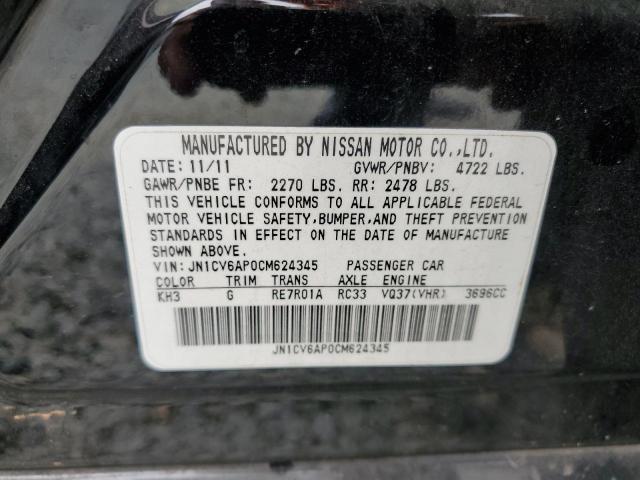 MANUFACTURED BY NISSAN MOTOR CO.,LTD.
DATE: 11/11 GVWR/PNBV: 4722 LBS.
GAWR/PNBE FR: 2270 LBS. RR: 2478 LBS.
THIS VEHICLE CONFORMS TO ALL APPLICABLE FEDERAL
MOTOR VEHICLE SAFETY,BUMPER,AND THEFT PREVENTION
STANDARDS IN EFFECT ON THE DATE OF MANUFACTURE
SHOWN ABOVE.
VIN: JN1CV6AP0CM624345 PASSENGER CAR
COLOR TRIM TRANS AXLE ENGINE
KH3 G RE7R01A RC33 VQ37(VHR) 3696CC
JN1CV6AP0CM624345